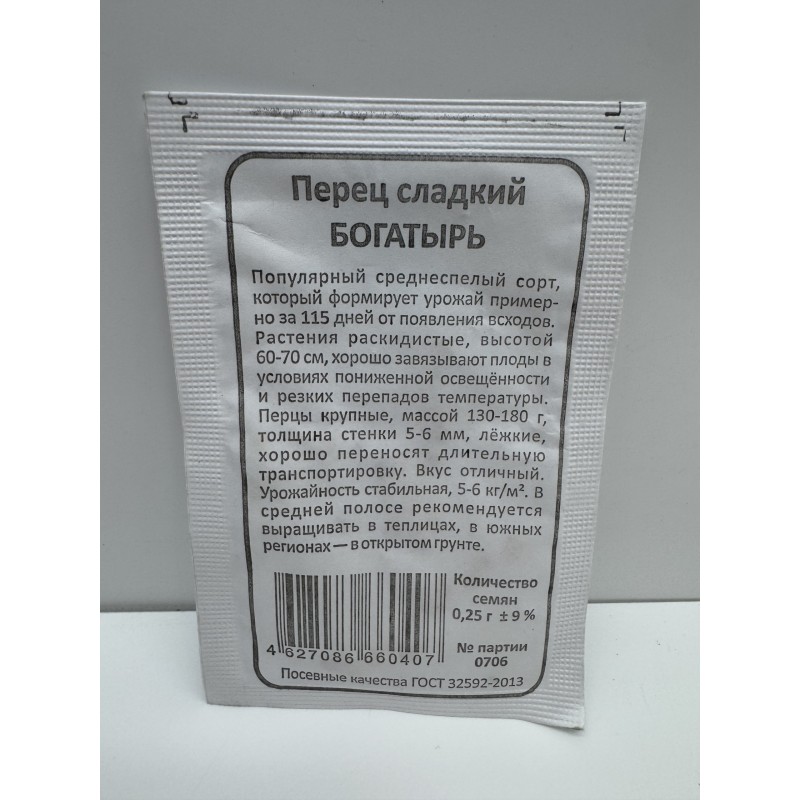 Перец сладкий
БОГАТЫРЬ
Популярный среднеспелый сорт,
который формирует урожай пример-
но за 115 дней от появления всходов.
Растения раскидистые, высотой
60-70 см, хорошо завязывают плоды в
условиях пониженной освещённости
и резких перепадов температуры.
Перцы крупные, массой 130-180 г,
толщина стенки 5-6 мм, лёжкие,
хорошо переносят длительную
транспортировку. Вкус отличный.
Урожайность стабильная, 5-6 кг/м². В
средней полосе рекомендуется
выращивать в теплицах, в южных
регионах — в открытом грунте.
Количество
семян
0,25 г ± 9 %
№ партии
0706
4 627086 660407
Посевные качества ГОСТ 32592-2013